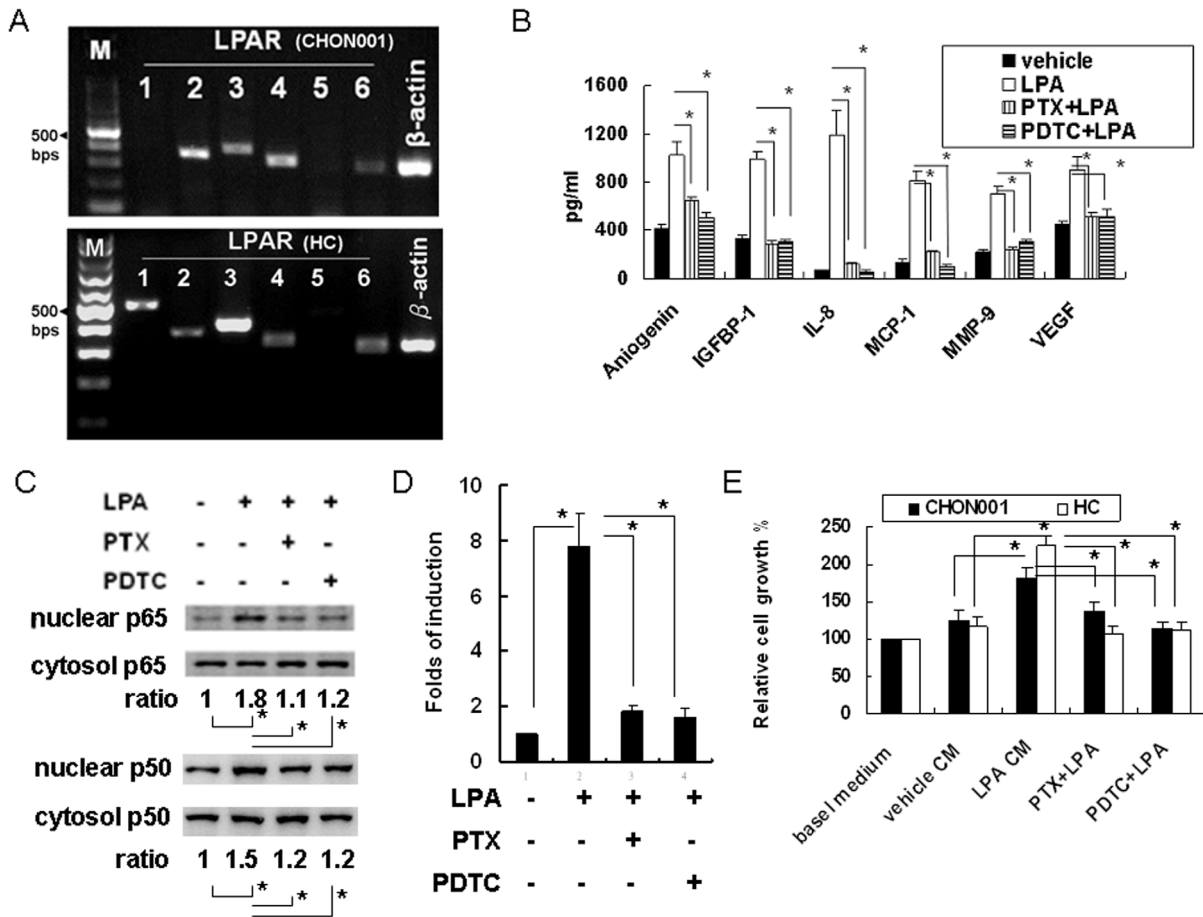 A
M
LPAR (CHON001)
1 2 3 4 5 6
β-actin
500
bps
M
LPAR (HC)
1 2 3 4 5 6
β-actin
500
bps
B
vehicle
LPA
PTX+LPA
PDTC+LPA
1600
1200
800
400
0
pg/ml
* * * * * * * * * * * *
Aniogenin
IGFBP-1
IL-8
MCP-1
MMP-9
VEGF
C
LPA - + + +
PTX - - + -
PDTC - - - +
nuclear p65
cytosol p65
ratio 1 1.8 1.1 1.2
* * *
nuclear p50
cytosol p50
ratio 1 1.5 1.2 1.2
* * *
D
10
8
6
4
2
0
Folds of induction
* * *
1 2 3 4
LPA - + + +
PTX - - + -
PDTC - - - +
E
CHON001 HC
250
200
150
100
50
0
Relative cell growth %
* * * * * *
basel medium
vehicle CM
LPA CM
PTX+LPA
PDTC+LPA